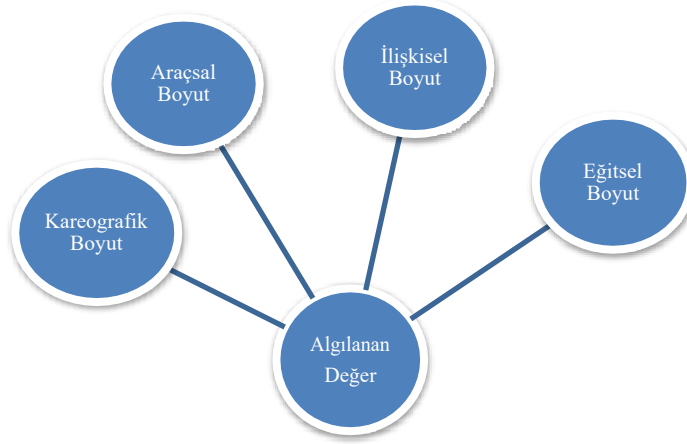 Araçsal
Boyut
İlişkisel
Boyut
Eğitsel
Boyut
Kareografik
Boyut
Algılanan
Değer